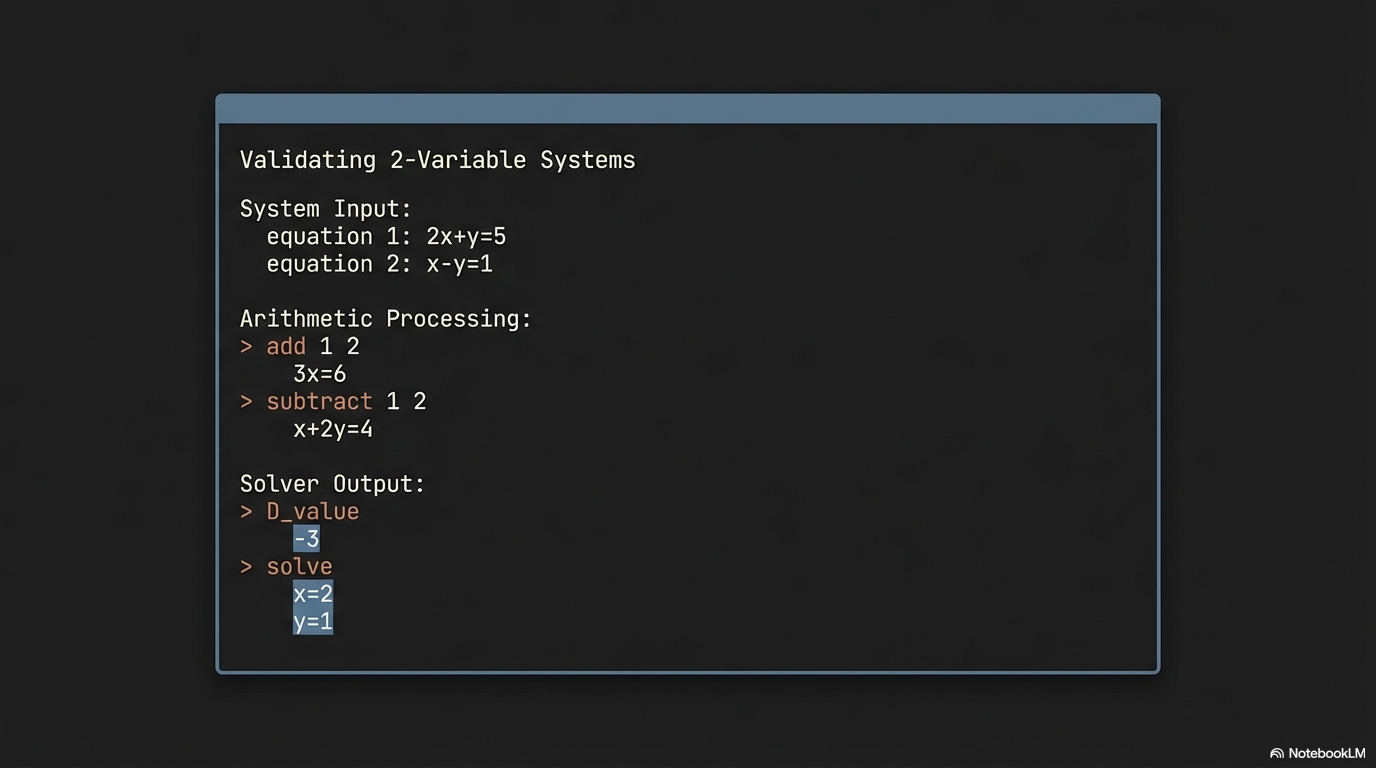 Validating 2-Variable Systems
System Input:
equation 1: 2x+y=5
equation 2: x-y=1
Arithmetic Processing:
> add 1 2
3x=6
> subtract 1 2
x+2y=4
Solver Output:
> D_value
-3
> solve
x=2
y=1
NotebookLM